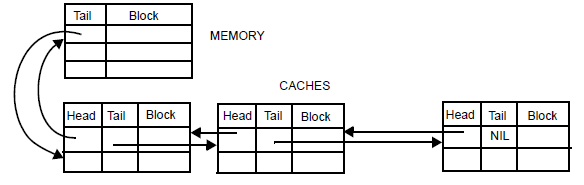 Tail Block
MEMORY
CACHES
Head Tail Block
Head Tail Block
Head Tail Block
NIL